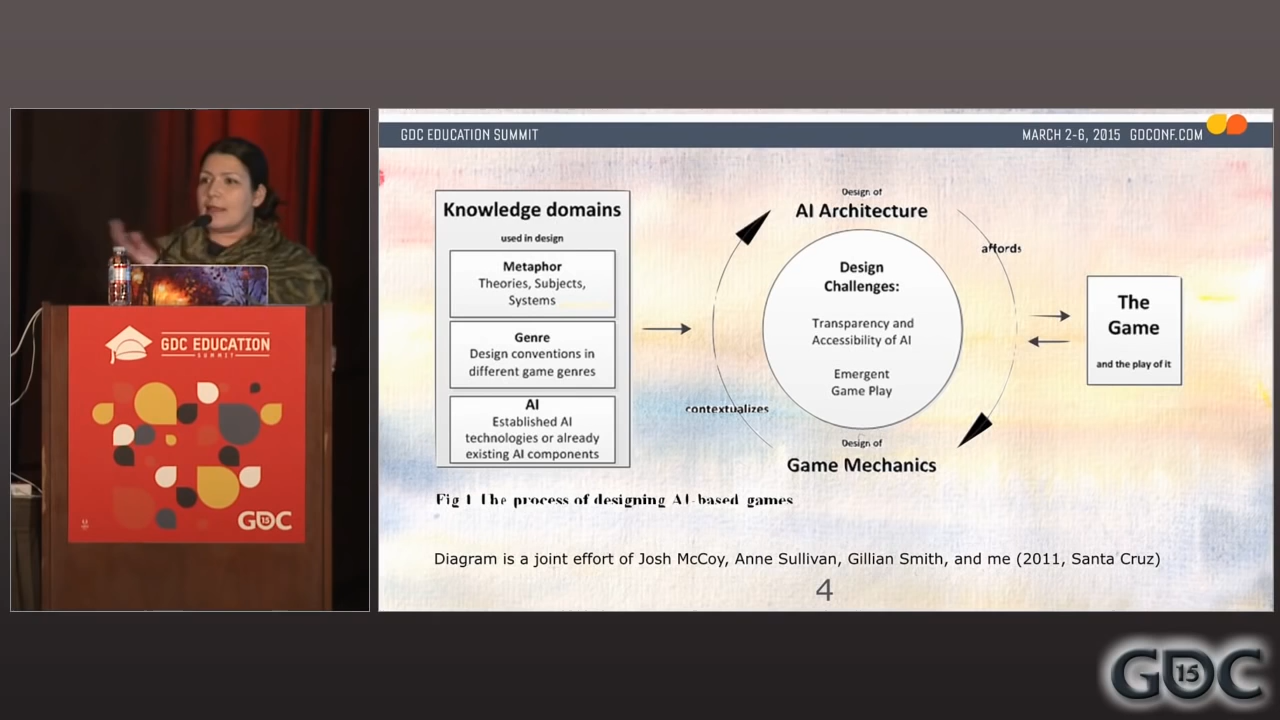 GDC EDUCATION
SUMMIT
GDC
15
GDC EDUCATION SUMMIT
MARCH 2-6, 2015 GDCONF.COM
Knowledge domains
used in design
Metaphor
Theories, Subjects,
Systems
Genre
Design conventions in
different game genres
AI
Established AI
technologies or already
existing AI components
Design of
AI Architecture
affords
Design
Challenges:
Transparency and
Accessibility of AI
Emergent
Game Play
contextualizes
Design of
Game Mechanics
The
Game
and the play of it
Fig 1 The process of designing AI-based games
Diagram is a joint effort of Josh McCoy, Anne Sullivan, Gillian Smith, and me (2011, Santa Cruz)
4
GDC
15